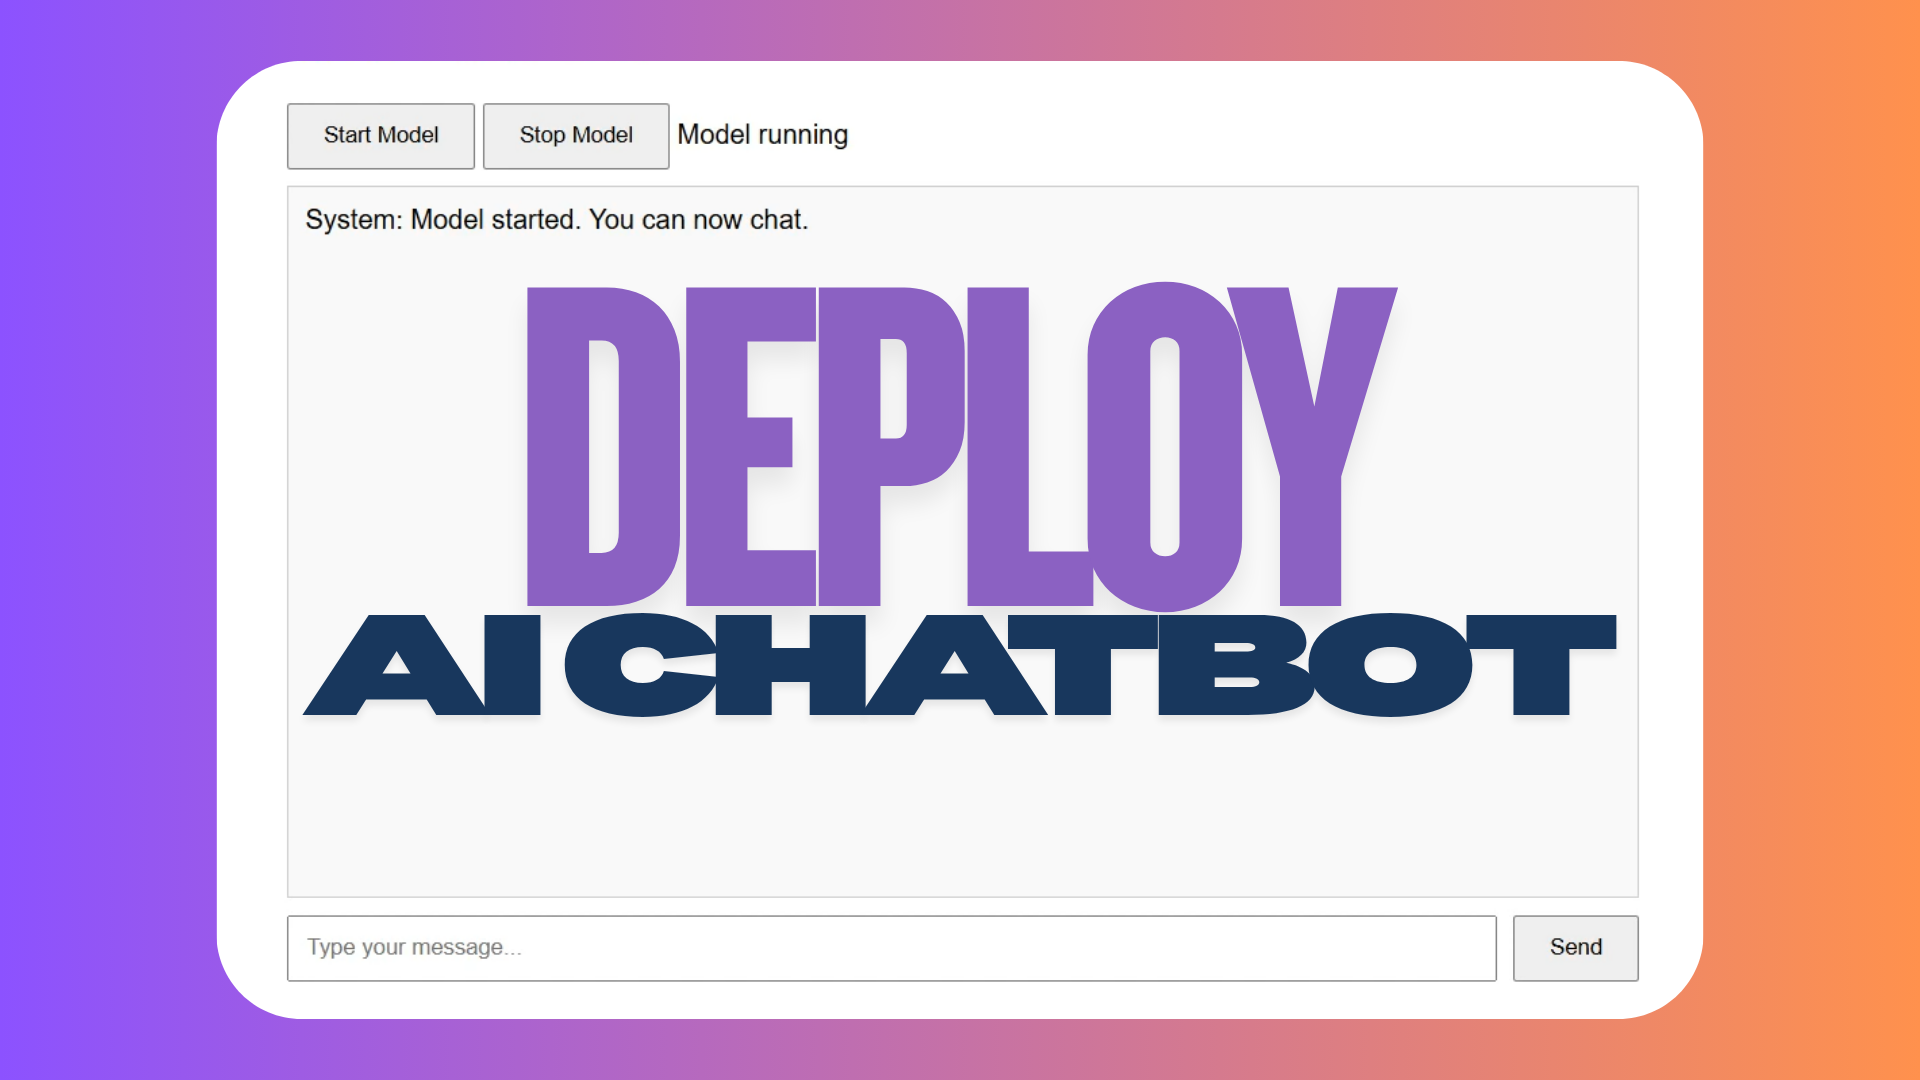 Start Model Stop Model Model running
System: Model started. You can now chat.
DEPLOY
AI CHATBOT
Type your message... Send